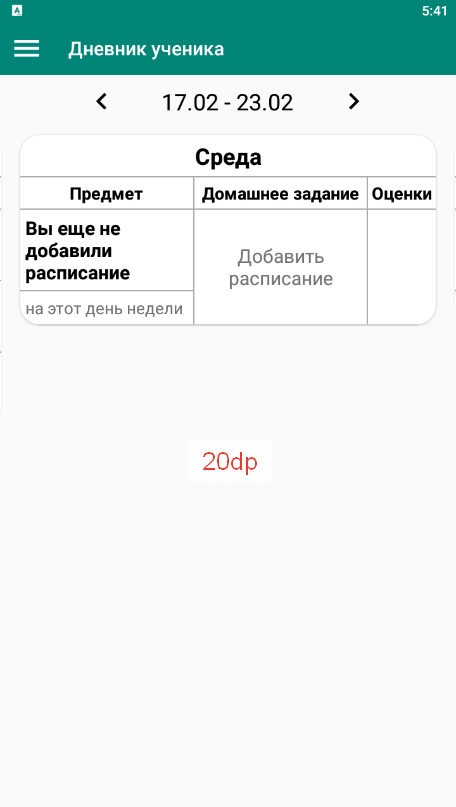 5:41
Дневник ученика
17.02 - 23.02
Среда
Предмет
Домашнее задание
Оценки
Вы еще не
добавили
расписание
на этот день недели
Добавить
расписание
20dp